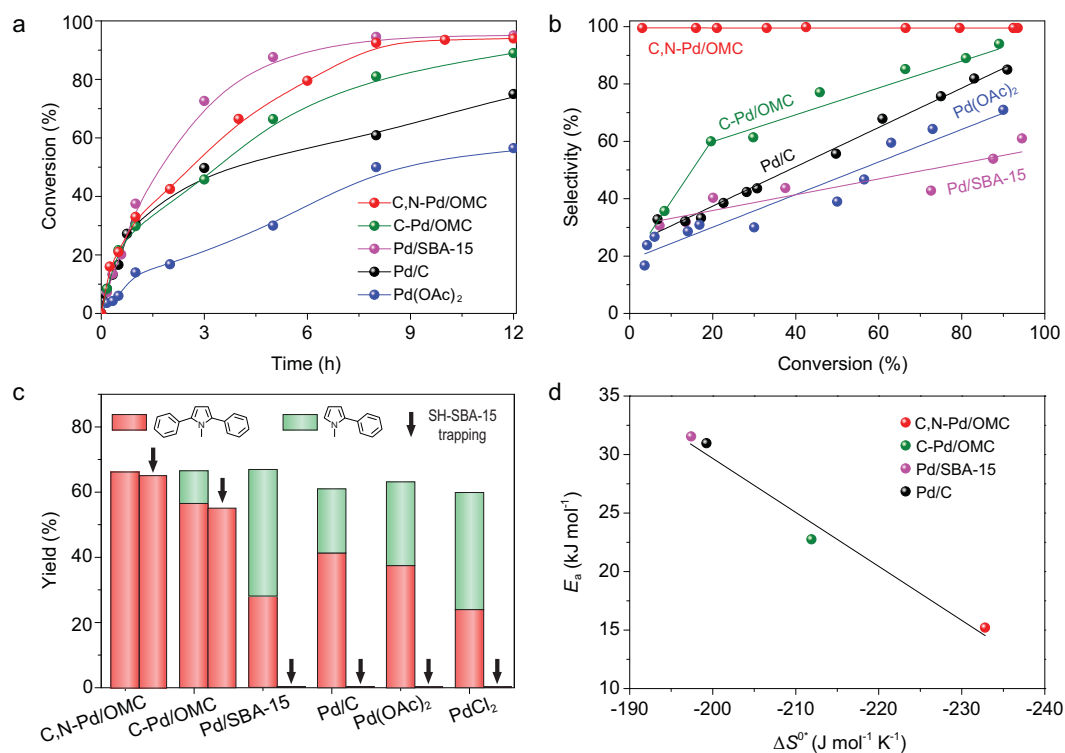 a
Conversion (%)
100
80
60
40
20
0
C,N-Pd/OMC
C-Pd/OMC
Pd/SBA-15
Pd/C
Pd(OAc)₂
0 3 6 9 12
Time (h)
b
Selectivity (%)
100
80
60
40
20
0
C,N-Pd/OMC
C-Pd/OMC
Pd(OAc)₂
Pd/C
Pd/SBA-15
0 20 40 60 80 100
Conversion (%)
c
Yield (%)
80
60
40
20
0
N
N
SH-SBA-15
trapping
C,N-Pd/OMC
C-Pd/OMC
Pd/SBA-15
Pd/C
Pd(OAc)₂
PdCl₂
d
Eₐ (kJ mol⁻¹)
35
30
25
20
15
10
C,N-Pd/OMC
C-Pd/OMC
Pd/SBA-15
Pd/C
-190 -200 -210 -220 -230 -240
ΔS⁰* (J mol⁻¹ K⁻¹)